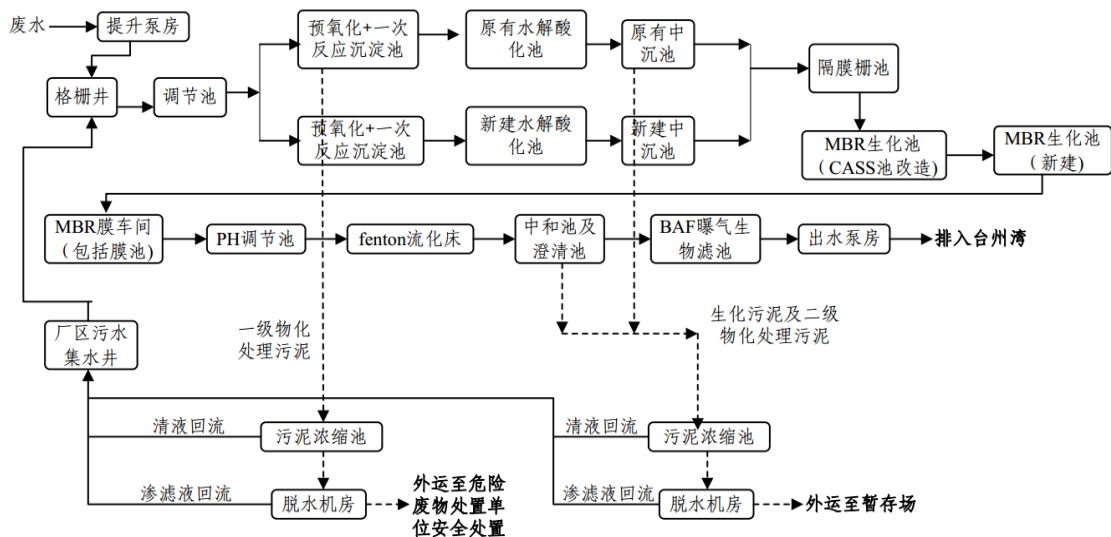 废水
提升泵房
格栅井
调节池
预氧化+一次
反应沉淀池
原有水解酸
化池
原有中
沉池
隔膜栅池
预氧化+一次
反应沉淀池
新建水解酸
化池
新建中
沉池
MBR生化池
（CASS池改造）
MBR生化池
（新建）
MBR膜车间
（包括膜池）
PH调节池
fenton流化床
中和池及
澄清池
BAF曝气生
物滤池
出水泵房
排入台州湾
厂区污水
集水井
一级物化
处理污泥
生化污泥及二级
物化处理污泥
清液回流
污泥浓缩池
清液回流
污泥浓缩池
渗滤液回流
脱水机房
外运至危险
废物处置单
位安全处置
渗滤液回流
脱水机房
外运至暂存场